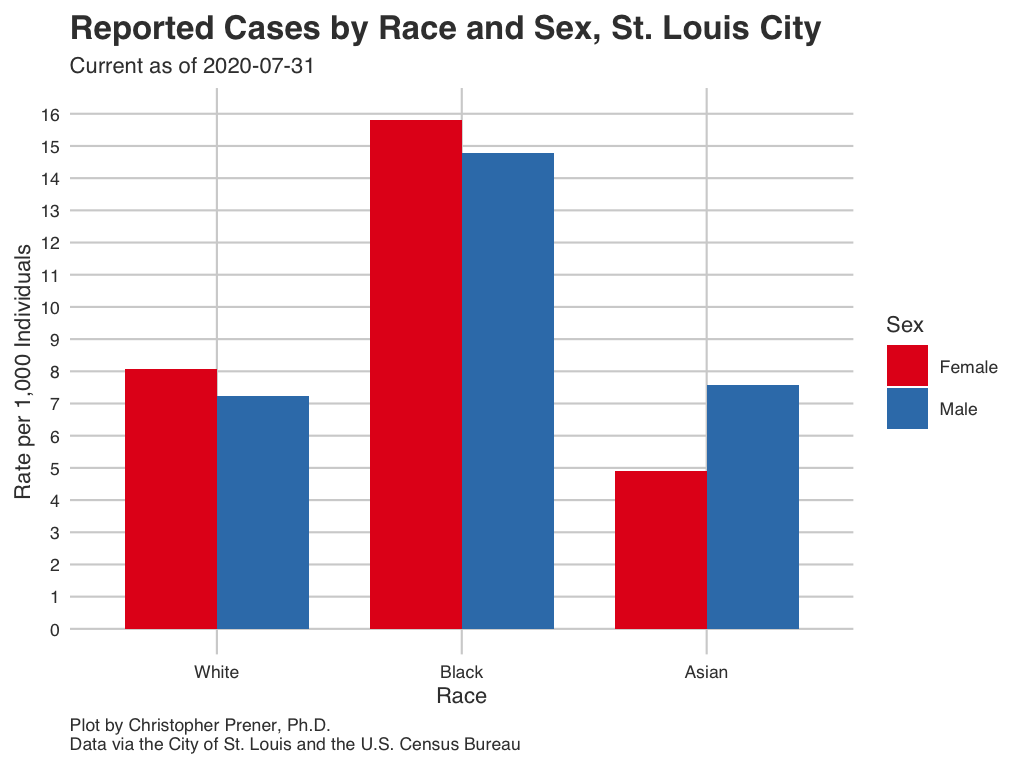 Reported Cases by Race and Sex, St. Louis City
Current as of 2020-07-31
Rate per 1,000 Individuals
16
15
14
13
12
11
10
9
8
7
6
5
4
3
2
1
0
White
Black
Asian
Race
Sex
Female
Male
Plot by Christopher Prener, Ph.D.
Data via the City of St. Louis and the U.S. Census Bureau